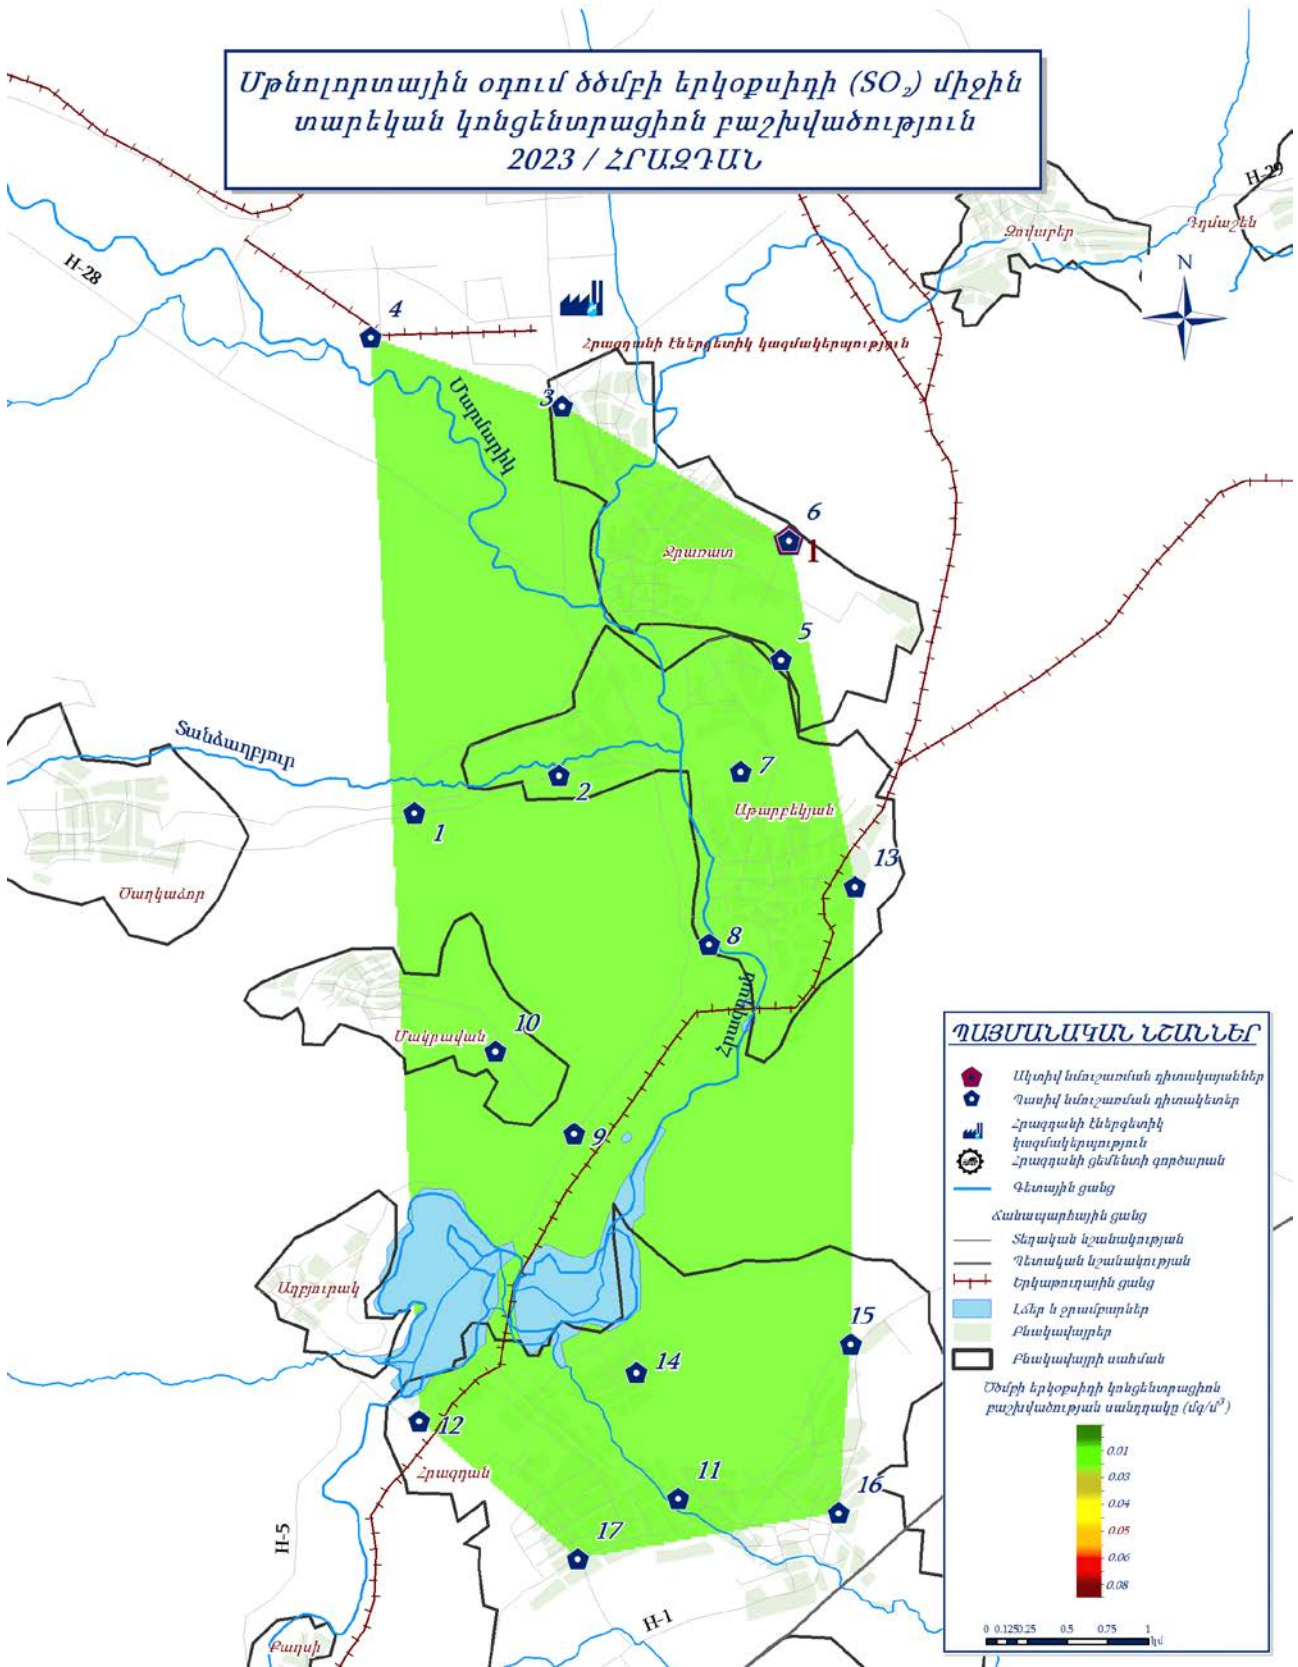 Մթնոլորտային օդում ծծմբի երկօքսիդի (SO₂) միջին
տարեկան կոնցենտրացիոն բաշխվածություն
2023 / ՀՐԱԶԴԱՆ
H-29
Զովաբեր
Գղմաշեն
H-28
N
4
Հրազդանի էներգետիկ կազմակերպություն
3
Մարմարիկ
6
1
Ջրառատ
5
Տանձաղբյուր
7
2
Աթարբեկյան
1
13
Ծաղկաձոր
8
Հրազդան
10
Մակրավան
9
Աղբյուրակ
15
14
12
Հրազդան
11
16
17
H-5
H-1
Քաղսի
ՊԱՅՄԱՆԱԿԱՆ ՆՇԱՆՆԵՐ
Ակտիվ նմուշառման դիտակայաններ
Պասիվ նմուշառման դիտակետեր
Հրազդանի էներգետիկ
կազմակերպություն
Հրազդանի ցեմենտի գործարան
Գետային ցանց
Ճանապարհային ցանց
Տեղական նշանակության
Պետական նշանակության
Երկաթուղային ցանց
Լճեր և ջրամբարներ
Բնակավայրեր
Բնակավայրի սահման
Ծծմբի երկօքսիդի կոնցենտրացիոն
բաշխվածության սանդղակը (մգ/մ³)
0.01
0.03
0.04
0.05
0.06
0.08
0 0.125 0.25 0.5 0.75 1
կմ